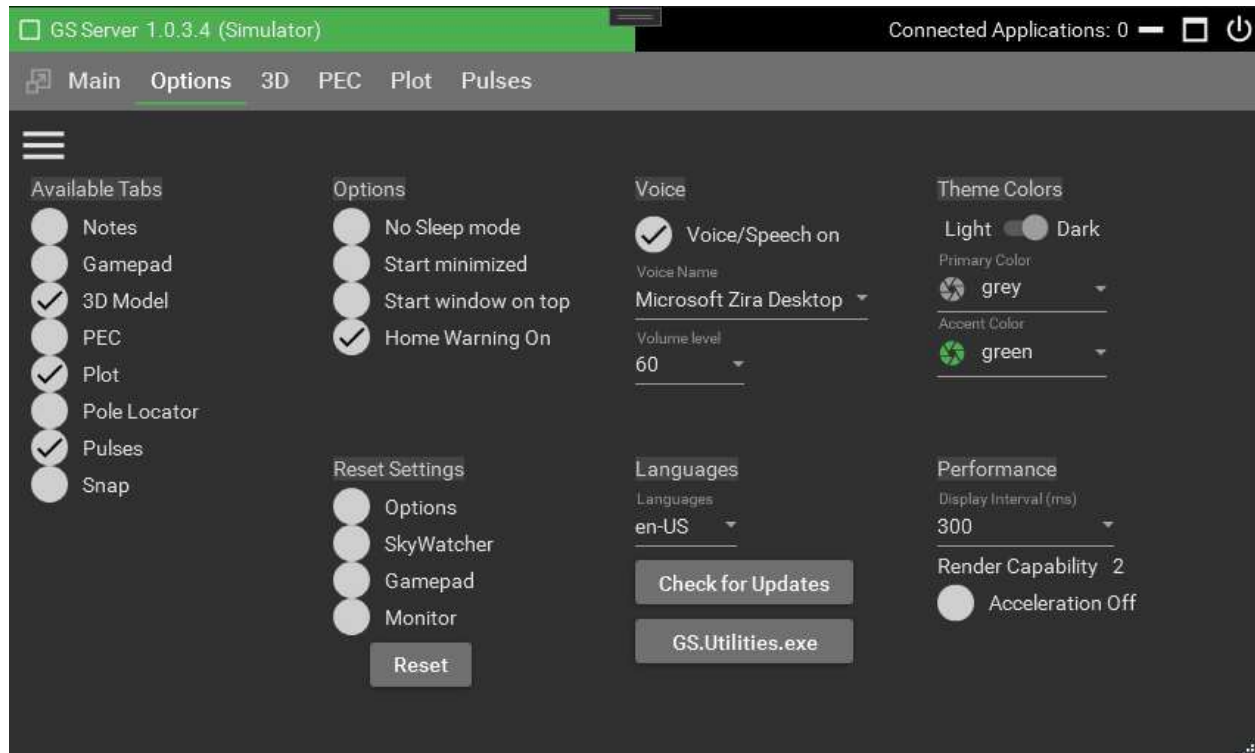 GS Server 1.0.3.4 (Simulator)
Connected Applications: 0
Main Options 3D PEC Plot Pulses
Available Tabs
Notes
Gamepad
3D Model
PEC
Plot
Pole Locator
Pulses
Snap
Options
No Sleep mode
Start minimized
Start window on top
Home Warning On
Reset Settings
Options
SkyWatcher
Gamepad
Monitor
Reset
Voice
Voice/Speech on
Voice Name
Microsoft Zira Desktop
Volume level
60
Languages
Languages
en-US
Check for Updates
GS.Utilities.exe
Theme Colors
Light Dark
Primary Color
grey
Accent Color
green
Performance
Display Interval (ms)
300
Render Capability 2
Acceleration Off